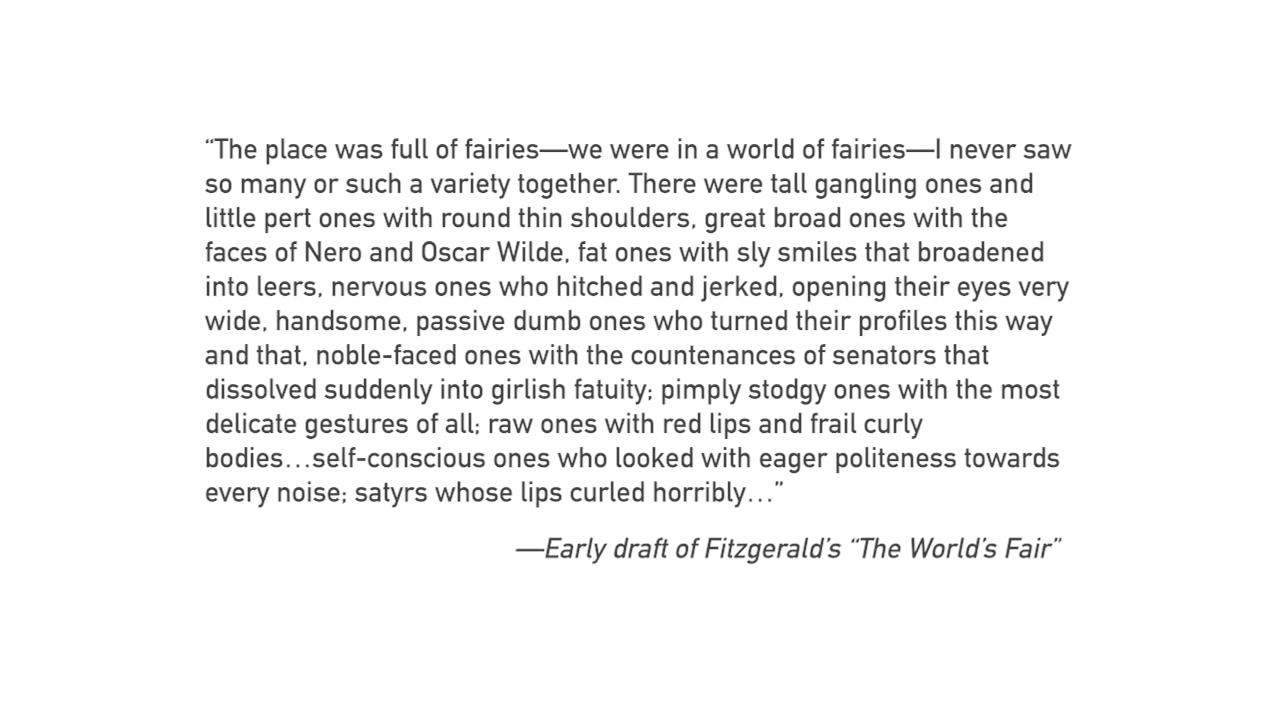 “The place was full of fairies—we were in a world of fairies—I never saw
so many or such a variety together. There were tall gangling ones and
little pert ones with round thin shoulders, great broad ones with the
faces of Nero and Oscar Wilde, fat ones with sly smiles that broadened
into leers, nervous ones who hitched and jerked, opening their eyes very
wide, handsome, passive dumb ones who turned their profiles this way
and that, noble-faced ones with the countenances of senators that
dissolved suddenly into girlish fatuity; pimply stodgy ones with the most
delicate gestures of all; raw ones with red lips and frail curly
bodies…self-conscious ones who looked with eager politeness towards
every noise; satyrs whose lips curled horribly…”
—Early draft of Fitzgerald’s “The World’s Fair”